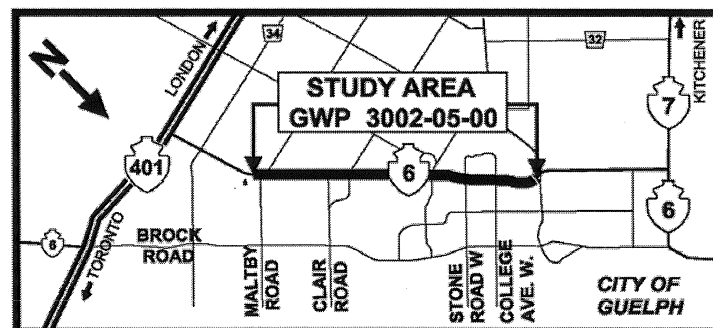 N
LONDON
34
32
KITCHENER
STUDY AREA
GWP 3002-05-00
7
401
6
6
6
TORONTO
BROCK
ROAD
MALTBY
ROAD
CLAIR
ROAD
STONE
ROAD W
COLLEGE
AVE. W.
CITY OF
GUELPH